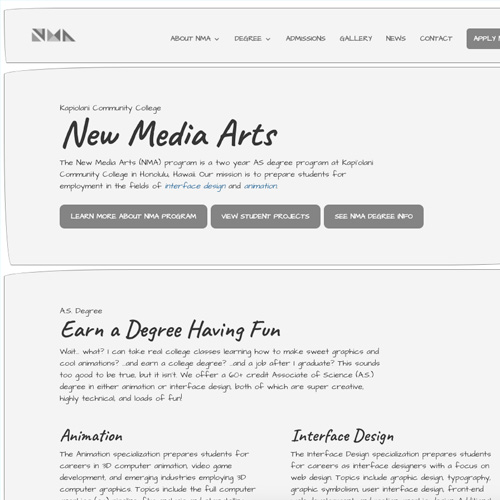 NMA
ABOUT NMA DEGREE ADMISSIONS GALLERY NEWS CONTACT APPLY
Kapiolani Community College
New Media Arts
The New Media Arts (NMA) program is a two year AS degree program at Kapi'olani
Community College in Honolulu, Hawaii. Our mission is to prepare students for
employment in the fields of interface design and animation.
LEARN MORE ABOUT NMA PROGRAM VIEW STUDENT PROJECTS SEE NMA DEGREE INFO
A.S. Degree
Earn a Degree Having Fun
Wait... what? I can take real college classes learning how to make sweet graphics and
cool animations? ...and earn a college degree? ...and a job after I graduate? This sounds
too good to be true, but it isn't. We offer a 60+ credit Associate of Science (A.S.)
degree in either animation or interface design, both of which are super creative,
highly technical, and loads of fun!
Animation
The Animation specialization prepares students for
careers in 3D computer animation, video game
development, and emerging industries employing 3D
computer graphics. Topics include the full computer
Interface Design
The Interface Design specialization prepares students
for careers as interface designers with a focus on
web design. Topics include graphic design, typography,
graphic symbolism, user interface design, front-end